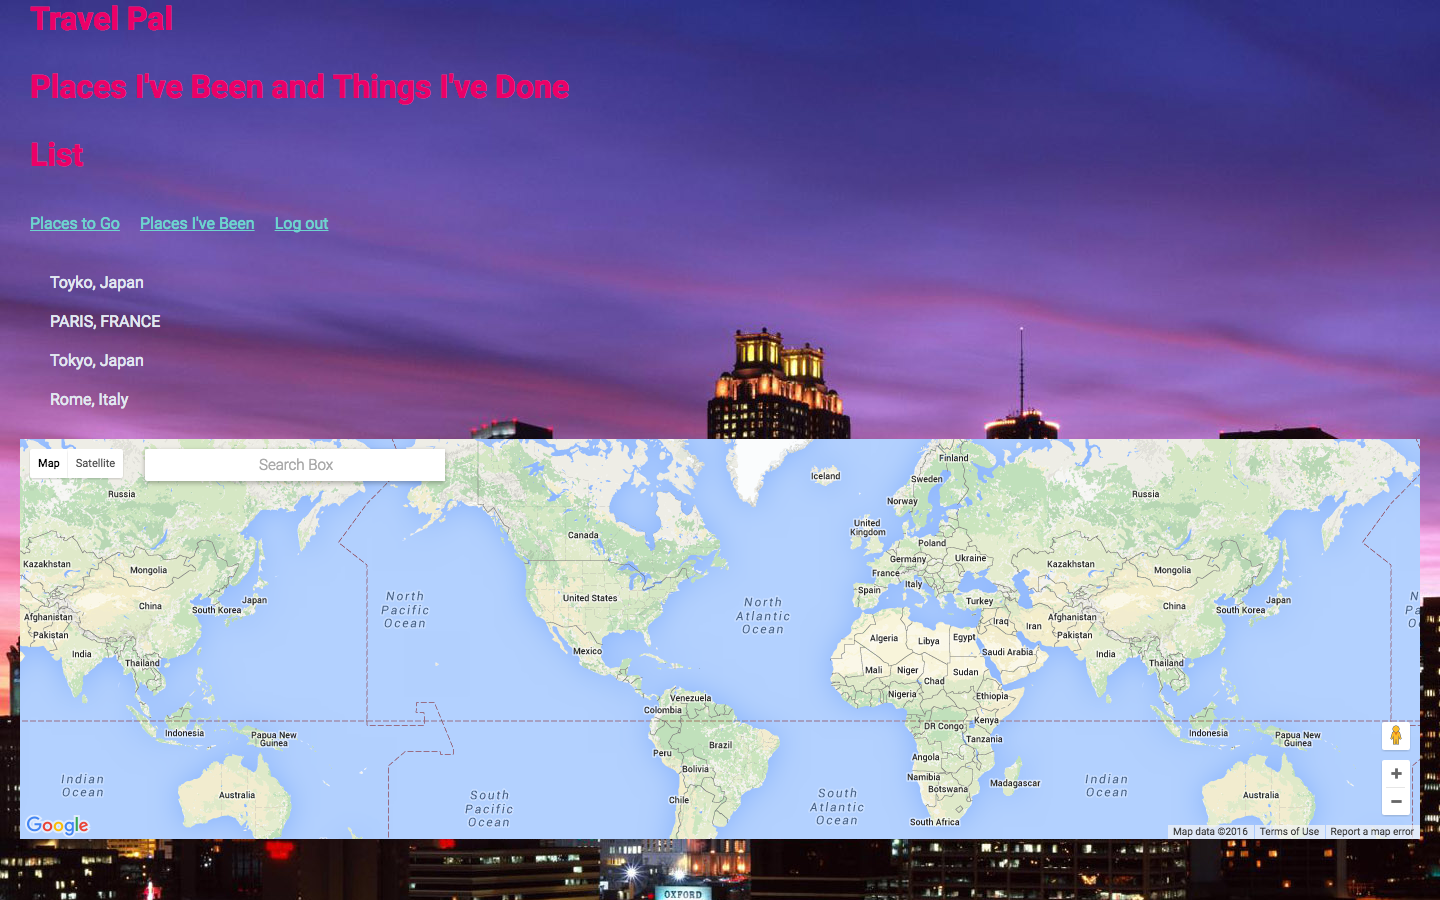 Travel Pal
Places I've Been and Things I've Done
List
Places to Go Places I've Been Log out
Toyko, Japan
PARIS, FRANCE
Tokyo, Japan
Rome, Italy
Map Satellite Search Box
Russia
Kazakhstan
Mongolia
China
South Korea
Japan
Afghanistan
Pakistan
India
Thailand
Indonesia
Papua New
Guinea
Indian
Ocean
Australia
North
Pacific
Ocean
South
Pacific
Ocean
Canada
United States
Mexico
Venezuela
Colombia
Brazil
Peru
Bolivia
Chile
North
Atlantic
Ocean
South
Atlantic
Ocean
Iceland
Finland
Sweden
Norway
United
Kingdom
Poland
Germany
Ukraine
France
Italy
Spain
Turkey
Iraq
Iran
Algeria
Libya
Egypt
Saudi Arabia
Mali
Niger
Sudan
Chad
Nigeria
Ethiopia
DR Congo
Kenya
Tanzania
Angola
Namibia
Botswana
Madagascar
South Africa
Russia
Kazakhstan
Mongolia
China
South Korea
Japan
Afghanistan
Pakistan
India
Thailand
Indonesia
Papua New
Guinea
Indian
Ocean
Australia
Google
Map data ©2016 Terms of Use Report a map error
OXFORD